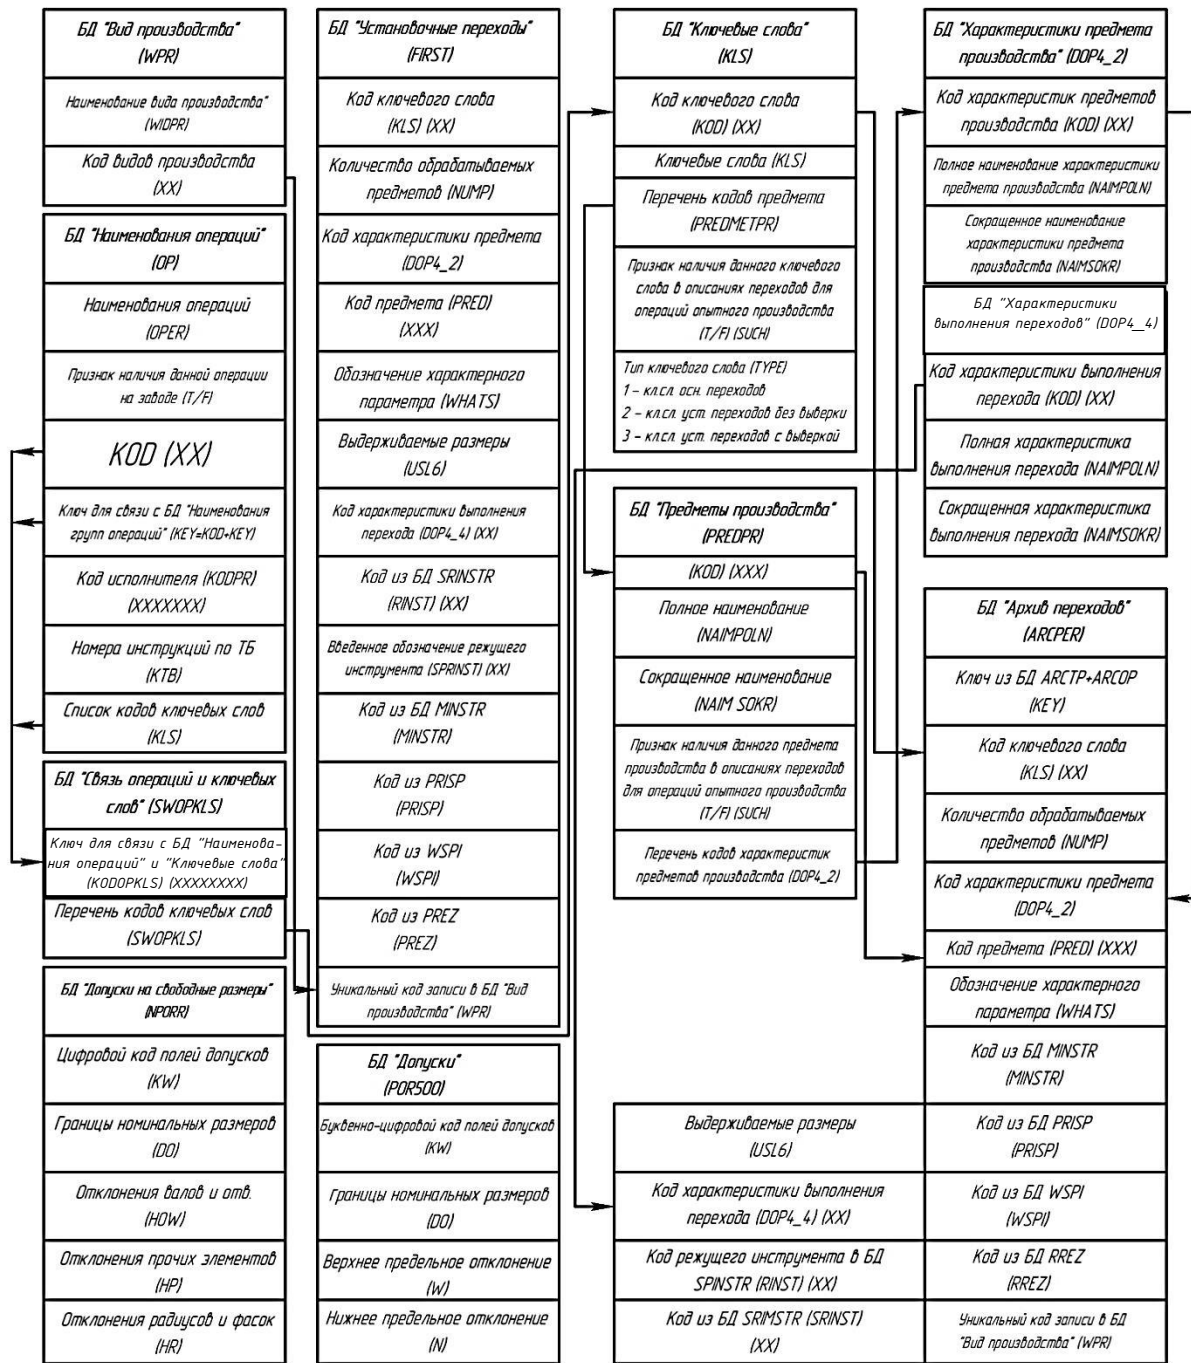 БД "Вид производства"
(WPR)
Наименование вида производства"
(WIDPR)
Код видов производства
(XX)
БД "Наименования операций"
(OP)
Наименования операций
(OPER)
Признак наличия данной операции
на заводе (T/F)
KOD (XX)
Ключ для связи с БД "Наименования
групп операций" (KEY=KOD+KEY)
Код исполнителя (KODPR)
(XXXXXXX)
Номера инструкций по ТБ
(KTB)
Список кодов ключевых слов
(KLS)
БД "Связь операций и ключевых
слов" (SWOPKLS)
Ключ для связи с БД "Наименова-
ния операций" и "Ключевые слова"
(KODOPKLS) (XXXXXXXX)
Перечень кодов ключевых слов
(SWOPKLS)
БД "Допуски на свободные размеры"
(NPORR)
Цифровой код полей допусков
(KW)
Границы номинальных размеров
(DO)
Отклонения валов и отв.
(HOW)
Отклонения прочих элементов
(HP)
Отклонения радиусов и фасок
(HR)
БД "Установочные переходы"
(FIRST)
Код ключевого слова
(KLS) (XX)
Количество обрабатываемых
предметов (NUMP)
Код характеристики предмета
(DOP4_2)
Код предмета (PRED)
(XXX)
Обозначение характерного
параметра (WHATS)
Выдерживаемые размеры
(USL6)
Код характеристики выполнения
перехода (DOP4_4) (XX)
Код из БД SRINSTR
(RINST) (XX)
Введенное обозначение режущего
инструмента (SPRINST) (XX)
Код из БД MINSTR
(MINSTR)
Код из PRISP
(PRISP)
Код из WSPI
(WSPI)
Код из PREZ
(PREZ)
Уникальный код записи в БД "Вид
производства" (WPR)
БД "Допуски"
(POR500)
Буквенно-цифровой код полей допусков
(KW)
Границы номинальных размеров
(DO)
Верхнее предельное отклонение
(W)
Нижнее предельное отклонение
(N)
БД "Ключевые слова"
(KLS)
Код ключевого слова
(KOD) (XX)
Ключевые слова (KLS)
Перечень кодов предмета
(PREDMETPR)
Признак наличия данного ключевого
слова в описаниях переходов для
операций опытного производства
(T/F) (SUCH)
Тип ключевого слова (TYPE)
1 – кл.сл. осн. переходов
2 – кл.сл. уст. переходов без выверки
3 – кл.сл. уст. переходов с выверкой
БД "Предметы производства"
(PREDPR)
(KOD) (XXX)
Полное наименование
(NAIMPOLN)
Сокращенное наименование
(NAIM SOKR)
Признак наличия данного предмета
производства в описаниях переходов
для операций опытного производства
(T/F) (SUCH)
Перечень кодов характеристик
предметов производства (DOP4_2)
Выдерживаемые размеры
(USL6)
Код характеристики выполнения
перехода (DOP4_4) (XX)
Код режущего инструмента в БД
SPINSTR (RINST) (XX)
Код из БД SRIMSTR (SRINST)
(XX)
БД "Характеристики предмета
производства" (DOP4_2)
Код характеристик предметов
производства (KOD) (XX)
Полное наименование характеристики
предмета производства (NAIMPOLN)
Сокращенное наименование
характеристики предмета
производства (NAIMSOKR)
БД "Характеристики
выполнения переходов" (DOP4_4)
Код характеристики выполнения
перехода (KOD) (XX)
Полная характеристика
выполнения перехода (NAIMPOLN)
Сокращенная характеристика
выполнения перехода (NAIMSOKR)
БД "Архив переходов"
(ARCPER)
Ключ из БД ARCTP+ARCOP
(KEY)
Код ключевого слова
(KLS) (XX)
Количество обрабатываемых
предметов (NUMP)
Код характеристики предмета
(DOP4_2)
Код предмета (PRED) (XXX)
Обозначение характерного
параметра (WHATS)
Код из БД MINSTR
(MINSTR)
Код из БД PRISP
(PRISP)
Код из БД WSPI
(WSPI)
Код из БД RREZ
(RREZ)
Уникальный код записи в БД
"Вид производства" (WPR)